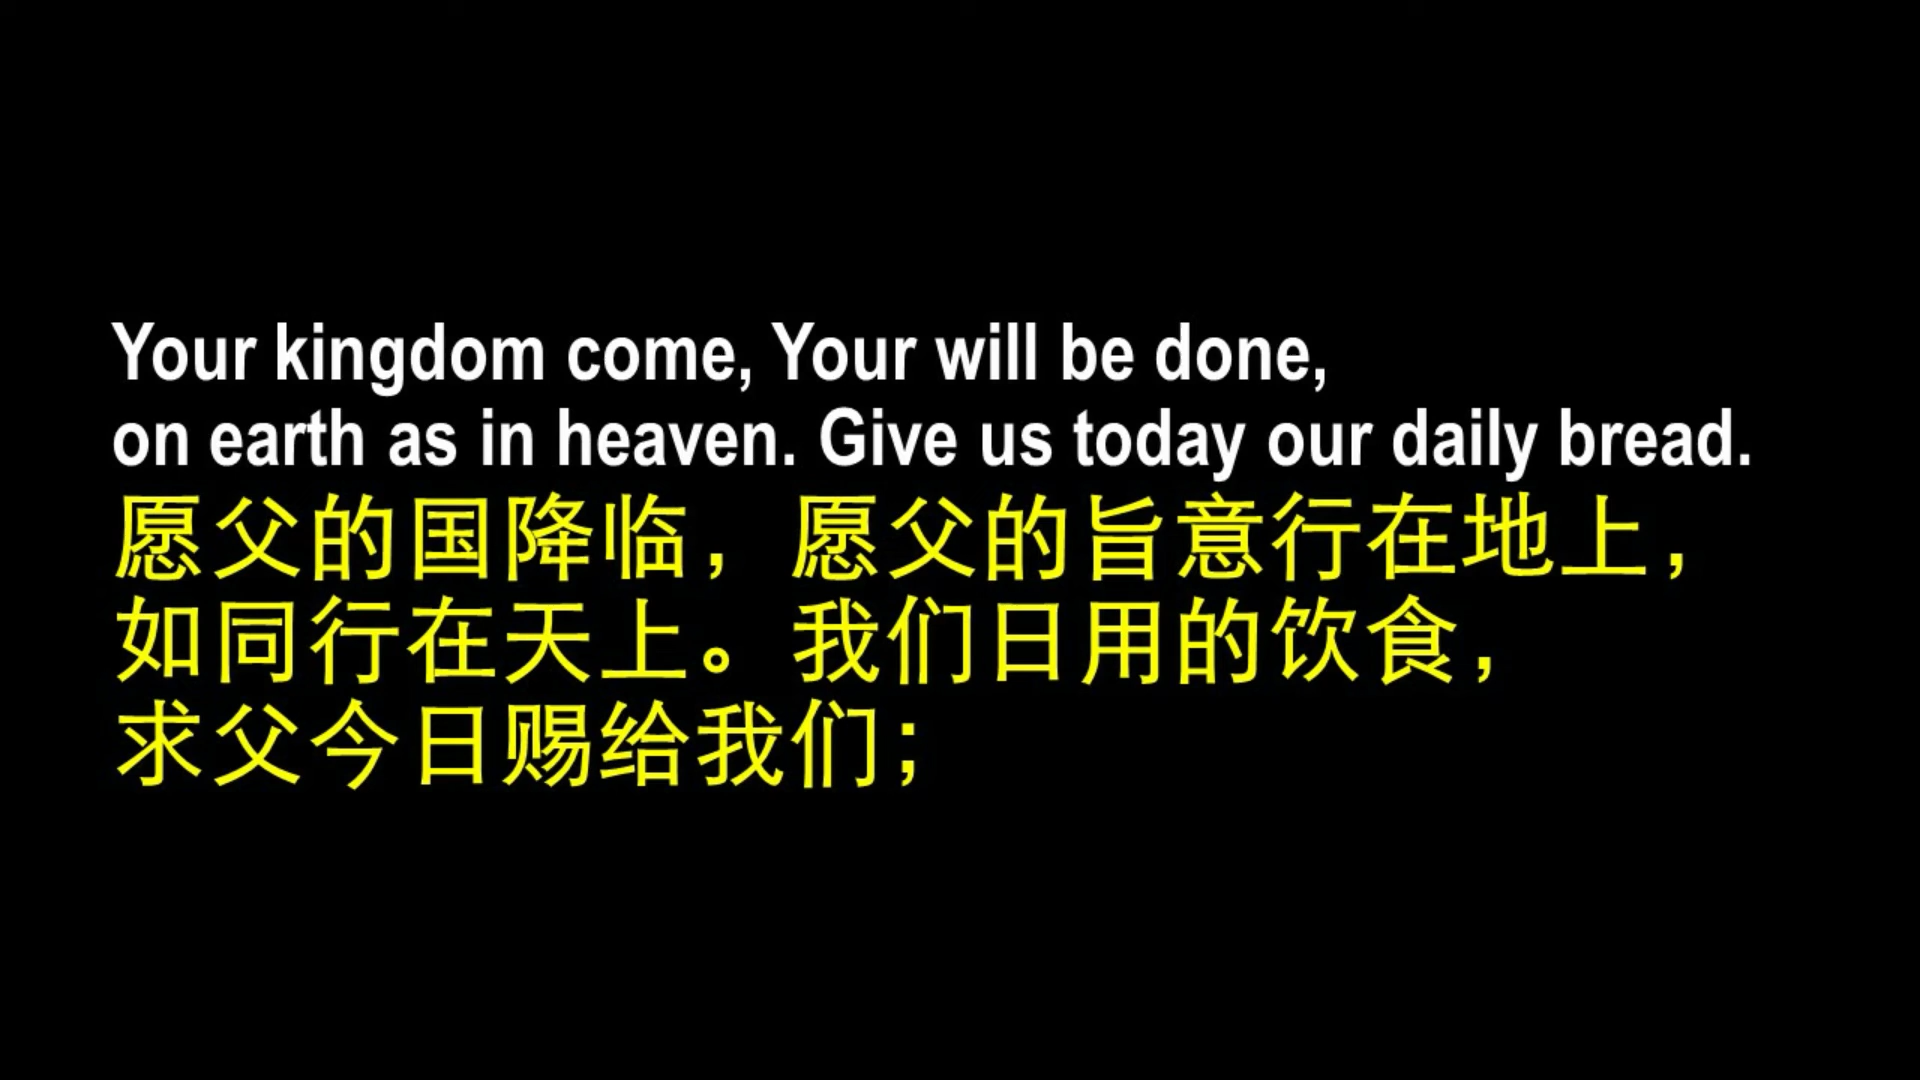 Your kingdom come, Your will be done,
on earth as in heaven. Give us today our daily bread.
愿父的国降临，愿父的旨意行在地上，
如同行在天上。我们日用的饮食，
求父今日赐给我们；